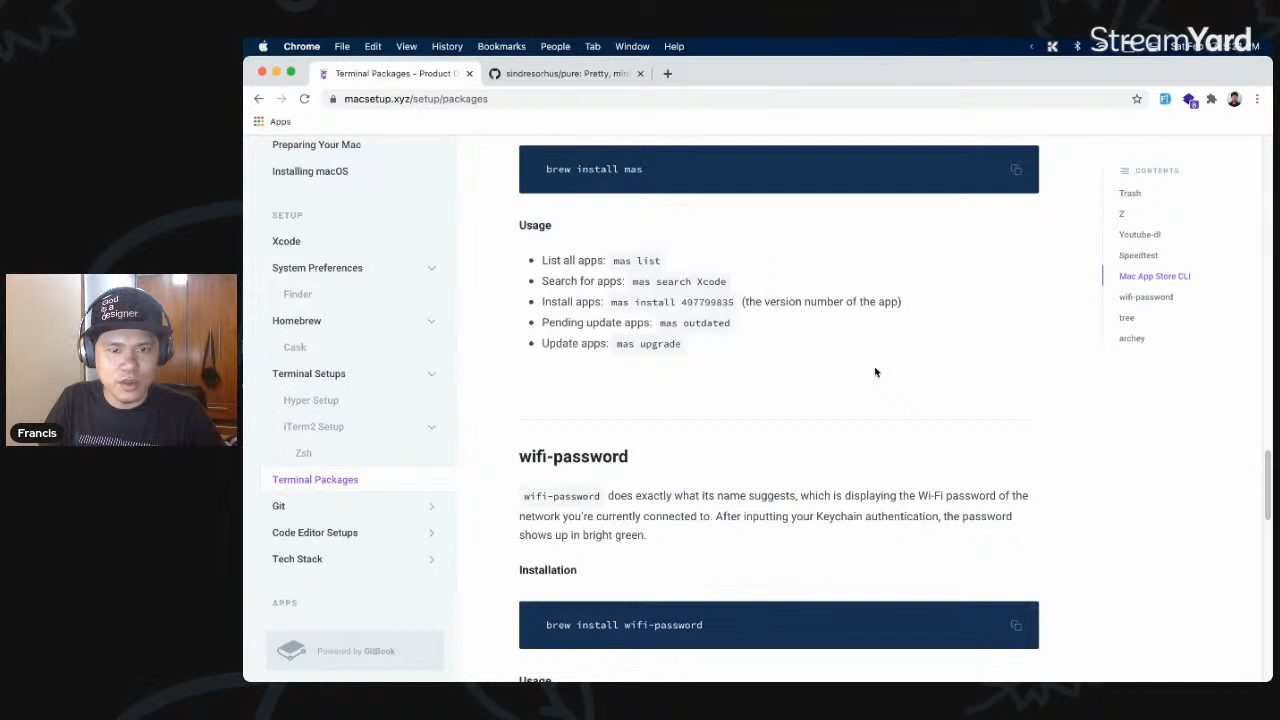 StreamYard
Chrome File Edit View History Bookmarks People Tab Window Help
Terminal Packages – Product D
sindresorhus/pure: Pretty, min
macsetup.xyz/setup/packages
Apps
Preparing Your Mac
Installing macOS
SETUP
Xcode
System Preferences
Finder
Homebrew
Cask
Terminal Setups
Hyper Setup
iTerm2 Setup
Zsh
Terminal Packages
Git
Code Editor Setups
Tech Stack
APPS
Powered by GitBook
brew install mas
Usage
List all apps: mas list
Search for apps: mas search Xcode
Install apps: mas install 497799835 (the version number of the app)
Pending update apps: mas outdated
Update apps: mas upgrade
wifi-password
wifi-password does exactly what its name suggests, which is displaying the Wi-Fi password of the
network you're currently connected to. After inputting your Keychain authentication, the password
shows up in bright green.
Installation
brew install wifi-password
Usage
CONTENTS
Trash
Z
Youtube-dl
Speedtest
Mac App Store CLI
wifi-password
tree
archey
God
is a
designer.
Francis